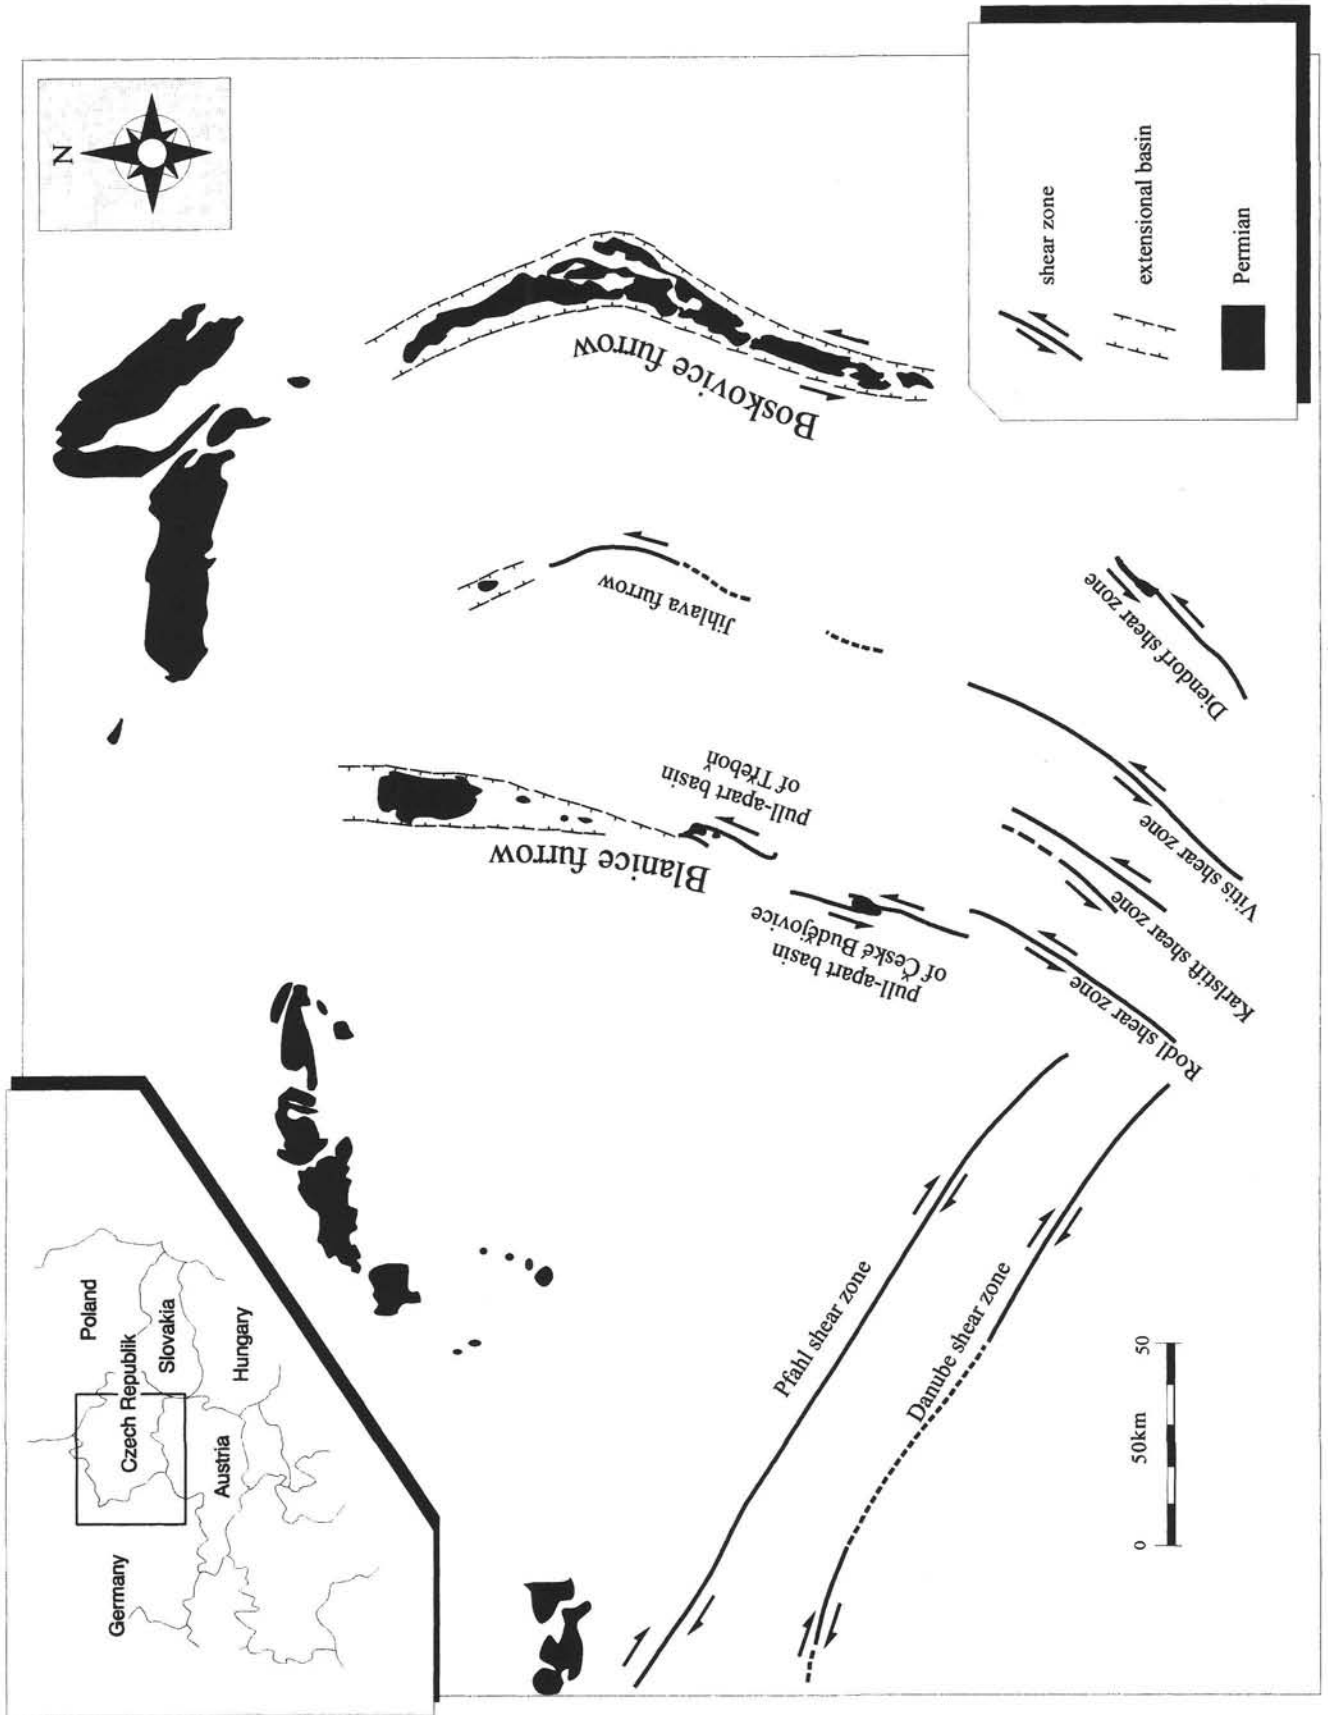 N
Germany
Poland
Czech Republik
Slovakia
Austria
Hungary
Boskovice furrow
Jihlava furrow
Blanice furrow
pull-apart basin
of Třeboň
pull-apart basin
of České Budějovice
Diendorf shear zone
Vitis shear zone
Karlstift shear zone
Rodl shear zone
Pfahl shear zone
Danube shear zone
0
50km
50
shear zone
extensional basin
Permian